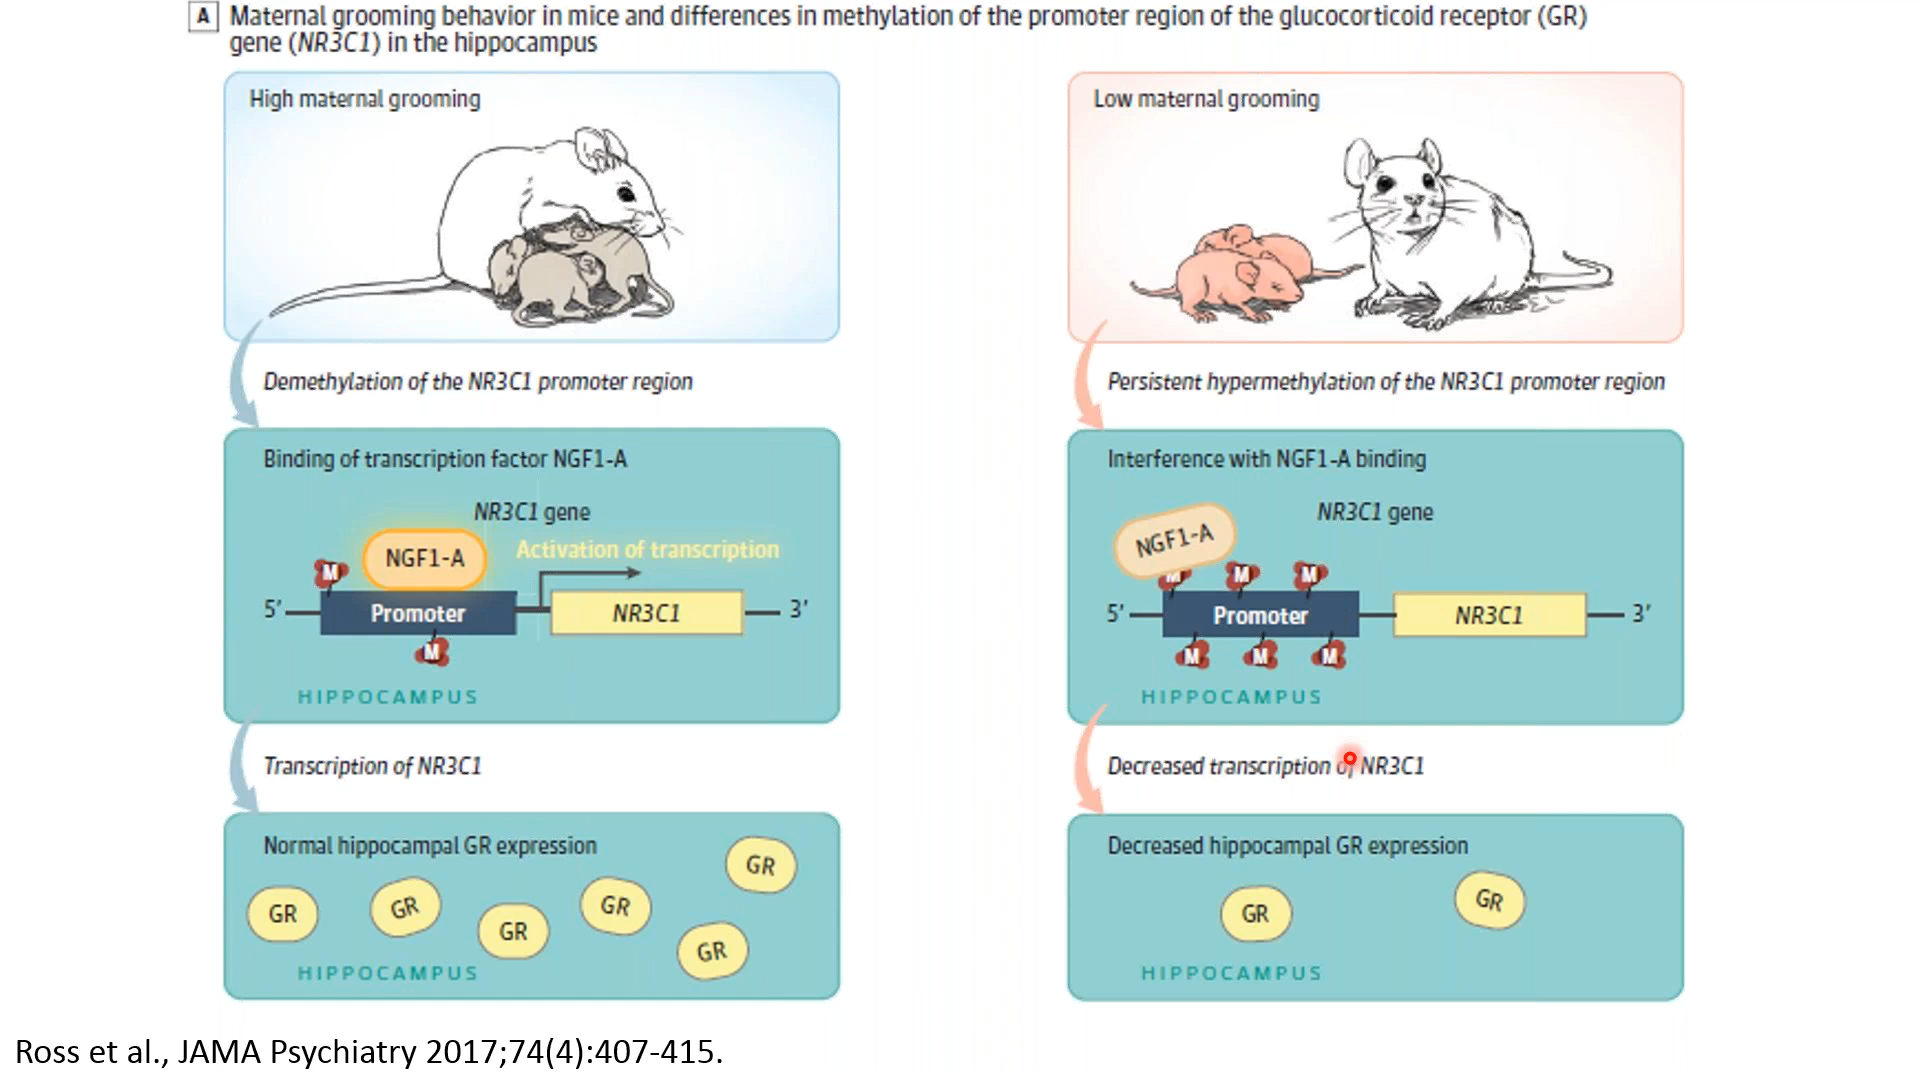 A Maternal grooming behavior in mice and differences in methylation of the promoter region of the glucocorticoid receptor (GR)
gene (NR3C1) in the hippocampus
High maternal grooming
Demethylation of the NR3C1 promoter region
Binding of transcription factor NGF1-A
NR3C1 gene
Activation of transcription
NGF1-A
M
5′ Promoter NR3C1 3′
M
HIPPOCAMPUS
Transcription of NR3C1
Normal hippocampal GR expression
GR
GR GR GR
GR
GR
HIPPOCAMPUS
Low maternal grooming
Persistent hypermethylation of the NR3C1 promoter region
Interference with NGF1-A binding
NR3C1 gene
NGF1-A
M M M
5′ Promoter NR3C1 3′
M M M
HIPPOCAMPUS
Decreased transcription of NR3C1
Decreased hippocampal GR expression
GR GR
HIPPOCAMPUS
Ross et al., JAMA Psychiatry 2017;74(4):407-415.